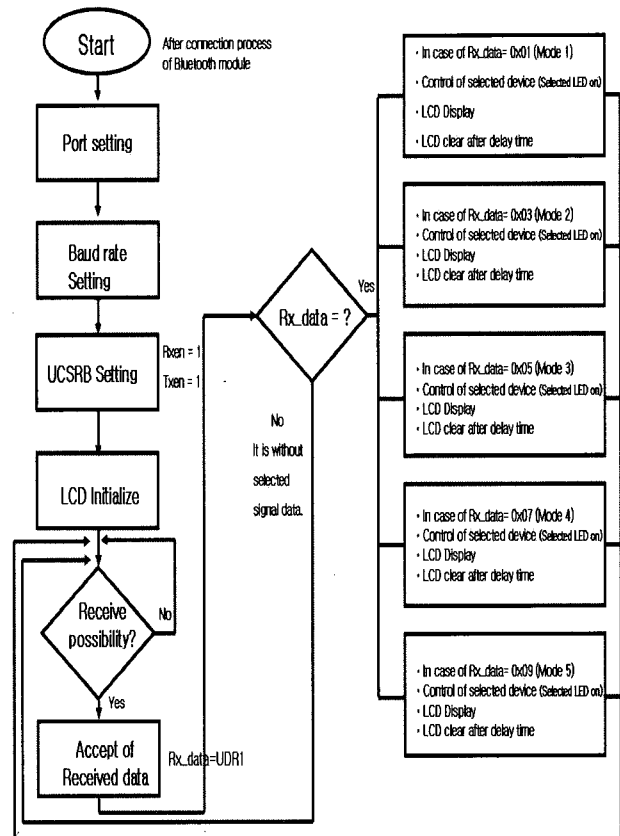 Start
After connection process
of Bluetooth module
Port setting
Baud rate
Setting
UCSRB Setting
Rxen = 1
Txen = 1
LCD Initialize
Receive
possibility?
No
Yes
Accept of
Received data
Rx_data=UDR1
Rx_data = ?
Yes
No
It is without
selected
signal data.
· In case of Rx_data= 0x01 (Mode 1)
· Control of selected device (Selected LED on)
· LCD Display
· LCD clear after delay time
· In case of Rx_data= 0x03 (Mode 2)
· Control of selected device (Selected LED on)
· LCD Display
· LCD clear after delay time
· In case of Rx_data= 0x05 (Mode 3)
· Control of selected device (Selected LED on)
· LCD Display
· LCD clear after delay time
· In case of Rx_data= 0x07 (Mode 4)
· Control of selected device (Selected LED on)
· LCD Display
· LCD clear after delay time
· In case of Rx_data= 0x09 (Mode 5)
· Control of selected device (Selected LED on)
· LCD Display
· LCD clear after delay time